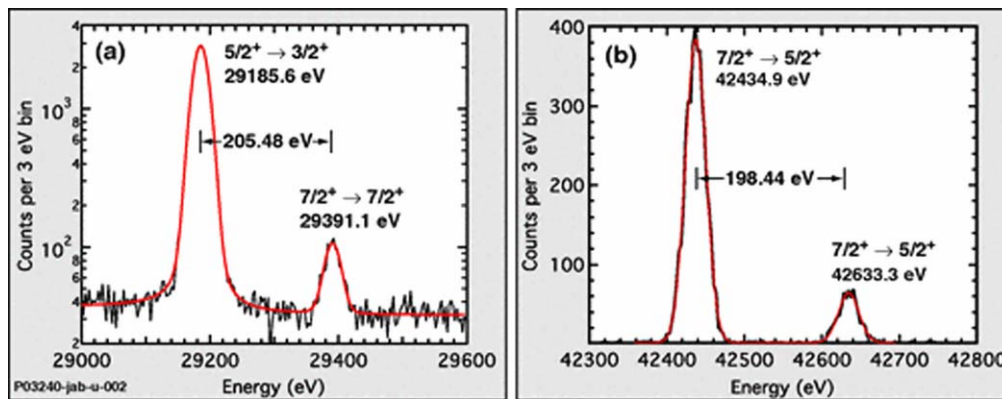 (a)
5/2⁺ → 3/2⁺
29185.6 eV
205.48 eV
7/2⁺ → 7/2⁺
29391.1 eV
Counts per 3 eV bin
4
2
10³
8
6
4
2
10²
8
6
4
2
29000 29200 29400 29600
Energy (eV)
P03240-jab-u-002
(b)
7/2⁺ → 5/2⁺
42434.9 eV
198.44 eV
7/2⁺ → 5/2⁺
42633.3 eV
Counts per 3 eV bin
400
300
200
100
42300 42400 42500 42600 42700 42800
Energy (eV)